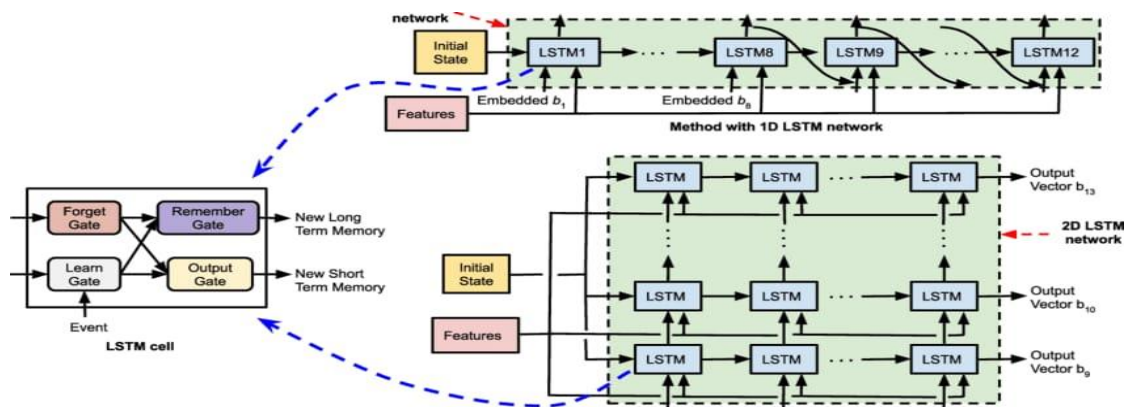 network
Initial
State
LSTM1
LSTM8
LSTM9
LSTM12
Embedded b1
Embedded b8
Features
Method with 1D LSTM network
Forget
Gate
Remember
Gate
New Long
Term Memory
Learn
Gate
Output
Gate
New Short
Term Memory
Event
LSTM cell
LSTM
LSTM
LSTM
Output
Vector b13
2D LSTM
network
Initial
State
LSTM
LSTM
LSTM
Output
Vector b10
Features
LSTM
LSTM
LSTM
Output
Vector b9